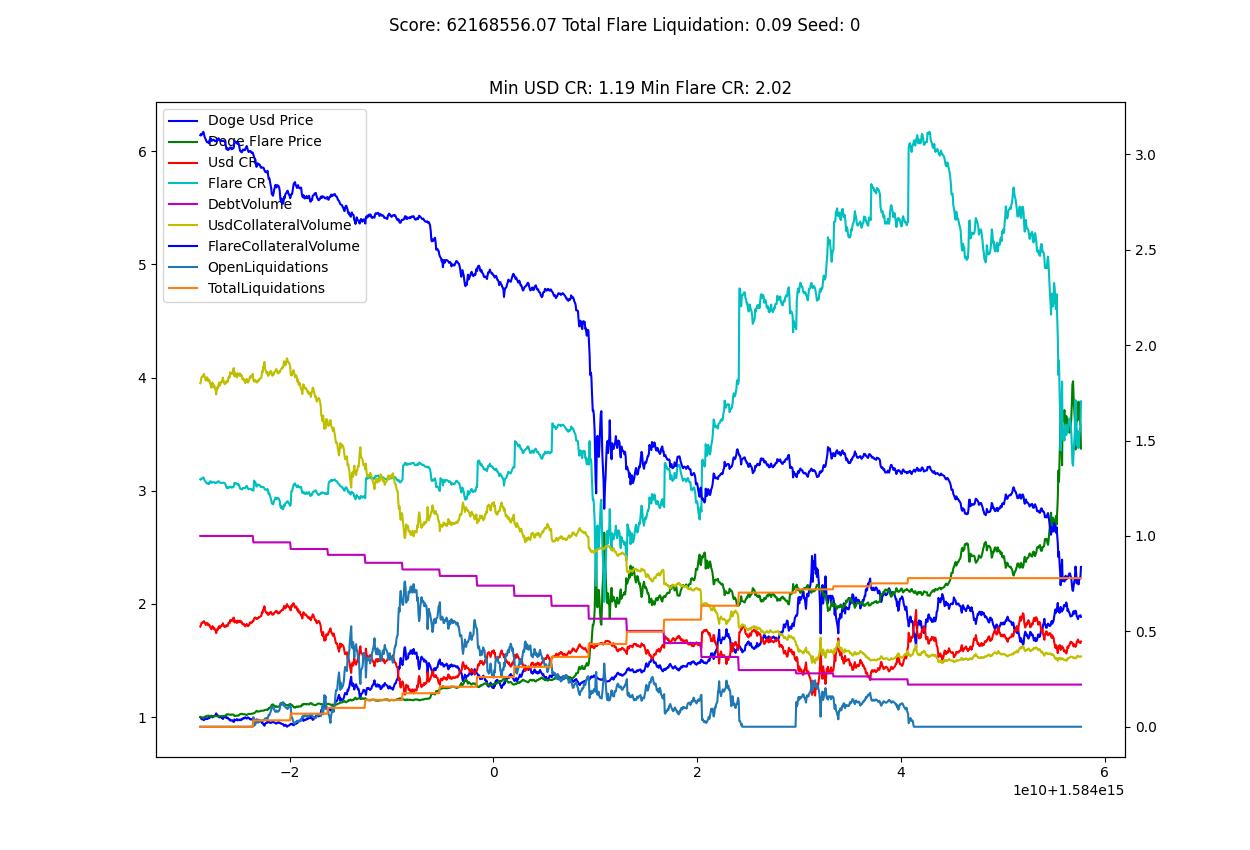 Score: 62168556.07 Total Flare Liquidation: 0.09 Seed: 0
Min USD CR: 1.19 Min Flare CR: 2.02
Doge Usd Price
Doge Flare Price
Usd CR
Flare CR
DebtVolume
UsdCollateralVolume
FlareCollateralVolume
OpenLiquidations
TotalLiquidations
6
5
4
3
2
1
3.0
2.5
2.0
1.5
1.0
0.5
0.0
−2
0
2
4
6
1e10+1.584e15